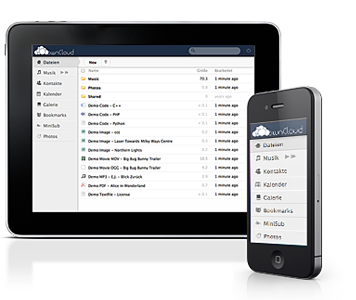 ownCloud
Dateien
Musik
Kontakte
Kalender
Galerie
Bookmarks
MiniSub
Photos
New
Name
Größe
Bearbeitet
Music
70.3
1 minute ago
Photos
1 minute ago
Shared
years ago
Demo Code - C++
1 minute ago
Demo Code - PHP
1 minute ago
Demo Code - Python
1 minute ago
Demo Image - ccc
1 minute ago
Demo Image - Laser Towards Milky Ways Centre
1 minute ago
Demo Image - Northern Lights
1 minute ago
Demo Movie MOV - Big Bug Bunny Trailer
1 minute ago
Demo Movie OGG - Big Bug Bunny Trailer
1 minute ago
Demo MP3 - E.J. - Blick Zurück
1 minute ago
Demo PDF - Alice in Wonderland
1 minute ago
Demo Textfile - License
1 minute ago
ownCloud
Dateien
Musik
Kontakte
Kalender
Galerie
Bookmarks
MiniSub
Photos